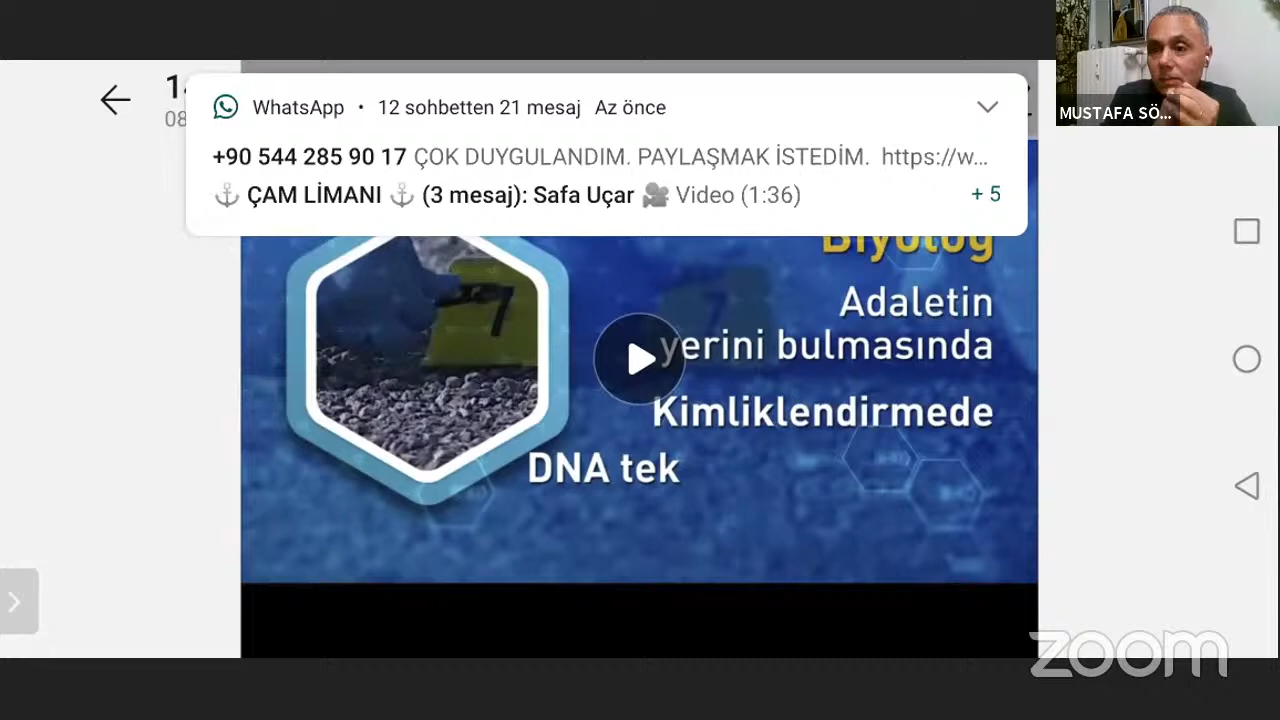 WhatsApp • 12 sohbetten 21 mesaj Az önce
+90 544 285 90 17 ÇOK DUYGULANDIM. PAYLAŞMAK İSTEDİM. https://w...
⚓ ÇAM LİMANI ⚓ (3 mesaj): Safa Uçar 🎥 Video (1:36)
+ 5
MUSTAFA SÖ...
08
Biyolog
Adaletin
yerini bulmasında
Kimliklendirmede
DNA tek
7
zoom